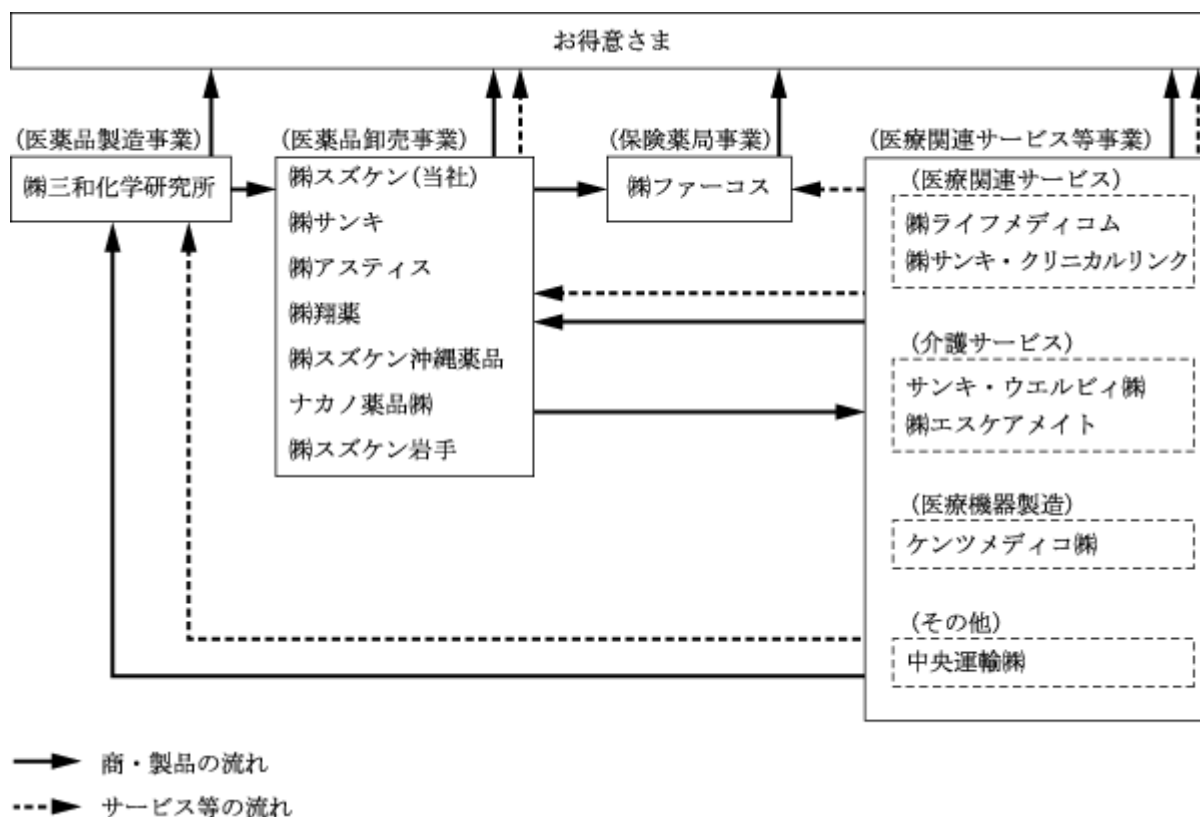 お得意さま
(医薬品製造事業)
㈱三和化学研究所
(医薬品卸売事業)
㈱スズケン(当社)
㈱サンキ
㈱アスティス
㈱翔薬
㈱スズケン沖縄薬品
ナカノ薬品㈱
㈱スズケン岩手
(保険薬局事業)
㈱ファーコス
(医療関連サービス等事業)
(医療関連サービス)
㈱ライフメディコム
㈱サンキ・クリニカルリンク
(介護サービス)
サンキ・ウエルビィ㈱
㈱エスケアメイト
(医療機器製造)
ケンツメディコ㈱
(その他)
中央運輸㈱
商・製品の流れ
サービス等の流れ